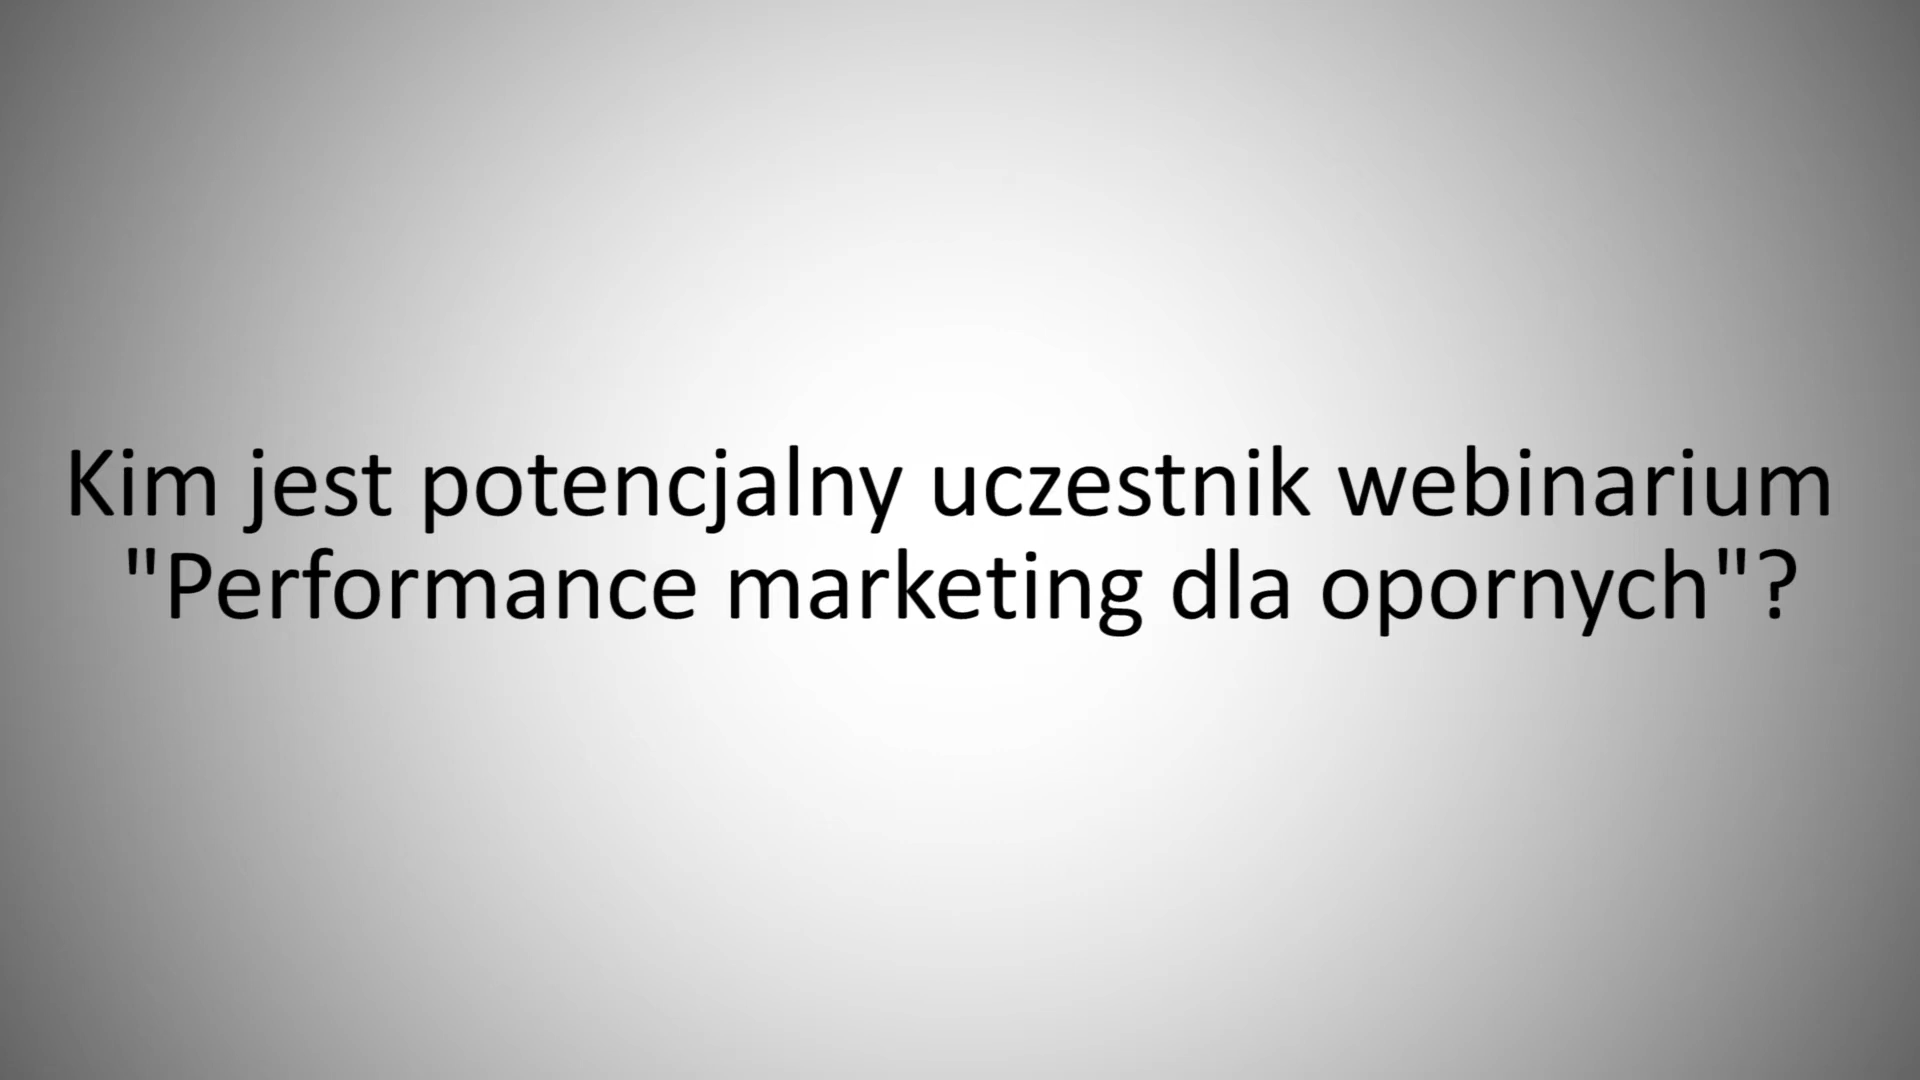 Kim jest potencjalny uczestnik webinarium
"Performance marketing dla opornych"?